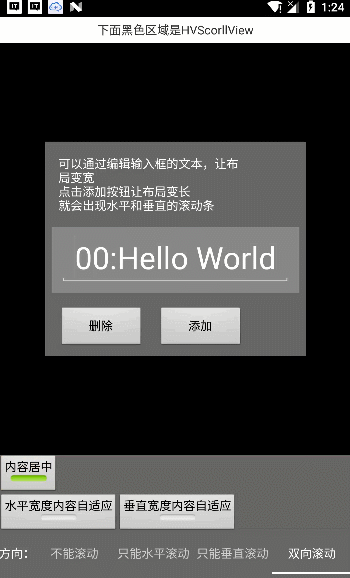 1:24
下面黑色区域是HVScorllView
可以通过编辑输入框的文本，让布
局变宽
点击添加按钮让布局变长
就会出现水平和垂直的滚动条
00:Hello World
删除 添加
内容居中
水平宽度内容自适应 垂直宽度内容自适应
方向： 不能滚动 只能水平滚动 只能垂直滚动 双向滚动